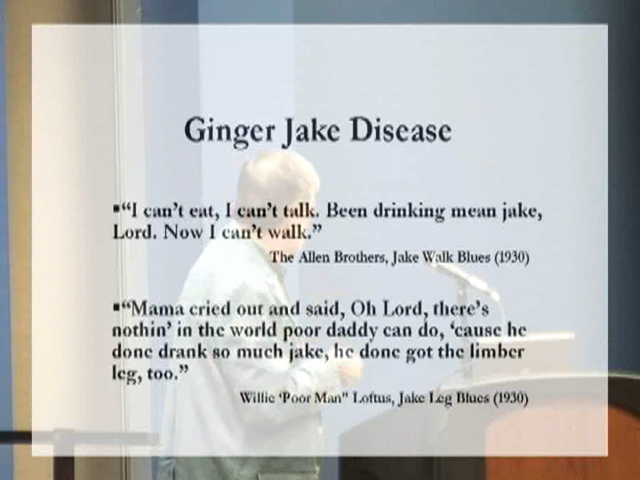 Ginger Jake Disease
▪“I can’t eat, I can’t talk. Been drinking mean jake,
Lord. Now I can’t walk.”
The Allen Brothers, Jake Walk Blues (1930)
▪“Mama cried out and said, Oh Lord, there’s
nothin’ in the world poor daddy can do, ‘cause he
done drank so much jake, he done got the limber
leg, too.”
Willie ‘Poor Man” Loftus, Jake Leg Blues (1930)